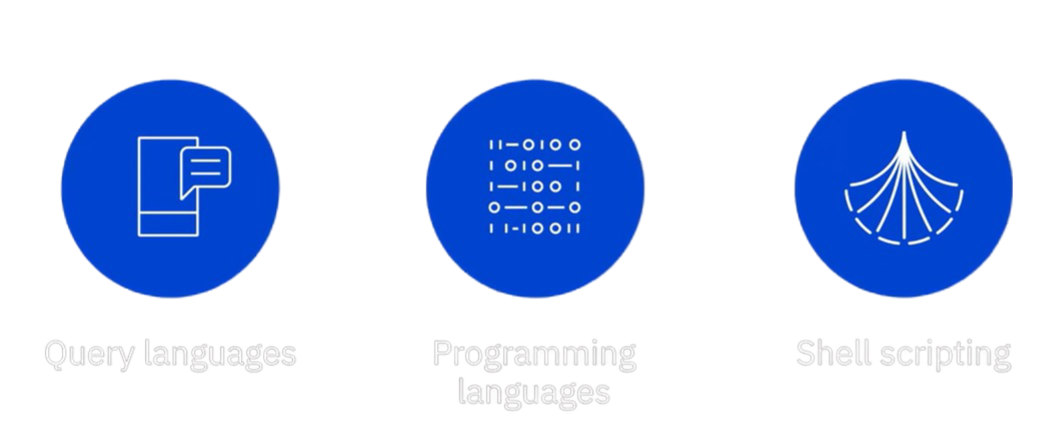 Query languages
Programming
languages
Shell scripting